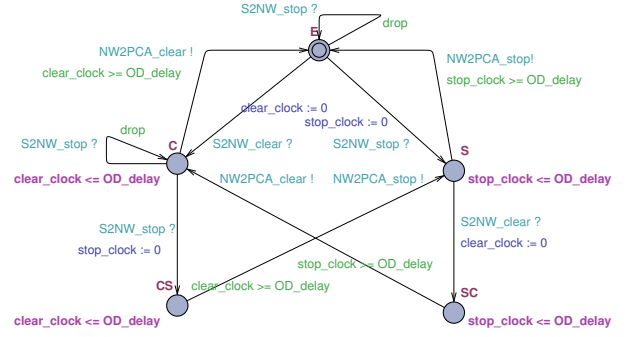 S2NW_stop ?
drop
E
NW2PCA_clear !
clear_clock >= OD_delay
NW2PCA_stop!
stop_clock >= OD_delay
clear_clock := 0
stop_clock := 0
drop
S2NW_stop ?
C
S2NW_clear ?
S2NW_stop ?
S
clear_clock <= OD_delay
NW2PCA_clear !
NW2PCA_stop !
stop_clock <= OD_delay
S2NW_stop ?
stop_clock := 0
S2NW_clear ?
clear_clock := 0
stop_clock >= OD_delay
CS
clear_clock >= OD_delay
SC
clear_clock <= OD_delay
stop_clock <= OD_delay